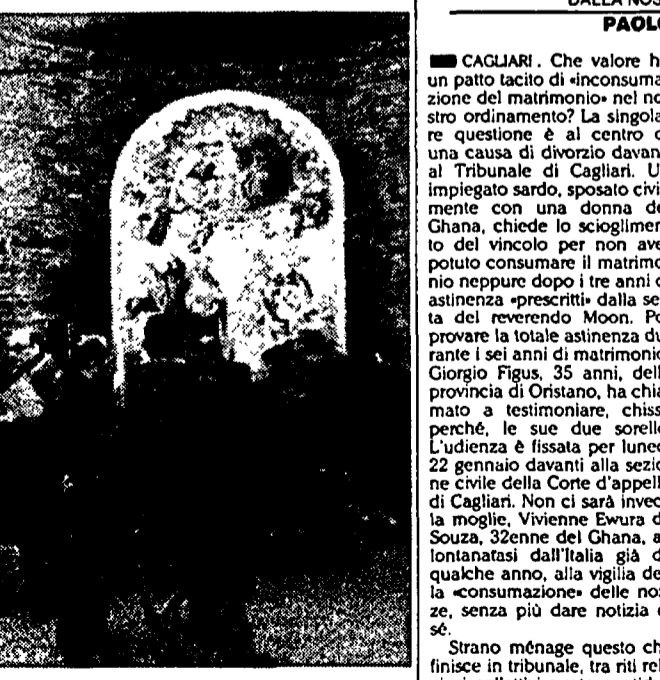 PAOLO
CAGLIARI. Che valore h
un patto tacito di «inconsuma
zione del matrimonio» nel no
stro ordinamento? La singola
re questione è al centro d
una causa di divorzio davan
al Tribunale di Cagliari. U
impiegato sardo, sposato civi
mente con una donna de
Ghana, chiede lo scioglimen
to del vincolo per non ave
potuto consumare il matrimo
nio neppure dopo i tre anni d
astinenza «prescritti» dalla se
ta del reverendo Moon. Pe
provare la totale astinenza du
rante i sei anni di matrimonio
Giorgio Figus, 35 anni, dell
provincia di Oristano, ha chia
mato a testimoniare, chiss
perché, le sue due sorelle
L'udienza è fissata per lune
22 gennaio davanti alla sezio
ne civile della Corte d'appell
di Cagliari. Non ci sarà invec
la moglie, Vivienne Ewura d
Souza, 32enne del Ghana, a
lontanatasi dall'Italia già d
qualche anno, alla vigilia de
la «consumazione» delle noz
ze, senza più dare notizia d
sé.
Strano ménage questo ch
finisce in tribunale, tra riti rel